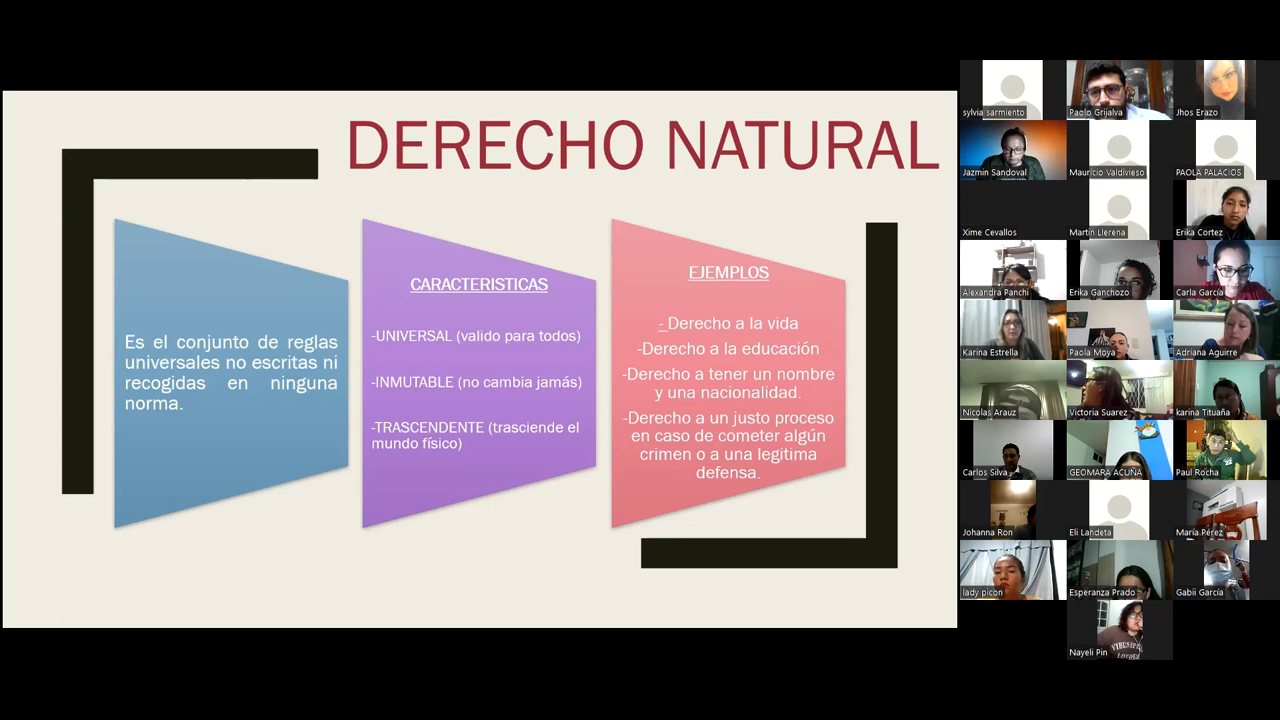 DERECHO NATURAL
Es el conjunto de reglas
universales no escritas ni
recogidas en ninguna
norma.
CARACTERISTICAS
-UNIVERSAL (valido para todos)
-INMUTABLE (no cambia jamás)
-TRASCENDENTE (trasciende el
mundo físico)
EJEMPLOS
- Derecho a la vida
-Derecho a la educación
-Derecho a tener un nombre
y una nacionalidad.
-Derecho a un justo proceso
en caso de cometer algún
crimen o a una legitima
defensa.
sylvia sarmiento
Paolo Grijalva
Jhos Erazo
Jazmin Sandoval
Mauricio Valdivieso
PAOLA PALACIOS
Xime Cevallos
Martin Llerena
Erika Cortez
Alexandra Panchi
Erika Ganchozo
Carla García
Karina Estrella
Paola Moya
Adriana Aguirre
Nicolas Arauz
Victoria Suarez
karina Tituaña
Carlos Silva
GEOMARA ACUÑA
Paul Rocha
Johanna Ron
Eli Landeta
María Pérez
lady picon
Esperanza Prado
Gabii García
Nayeli Pin